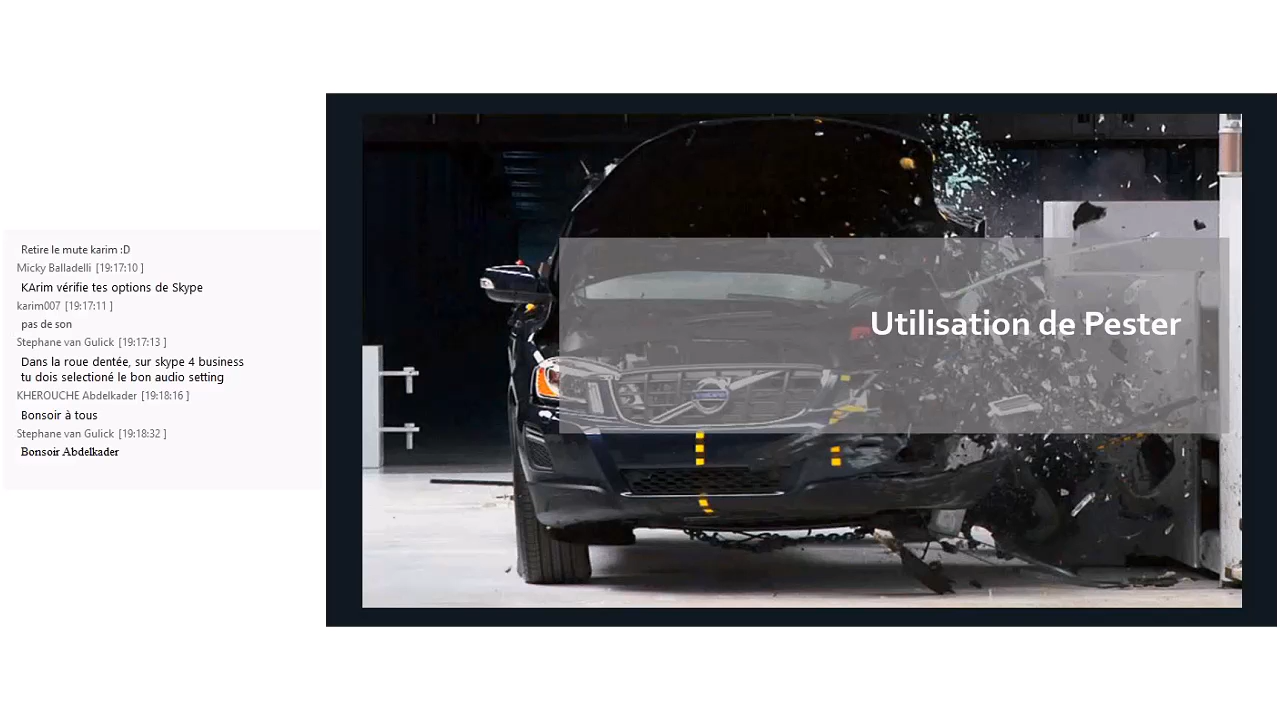 Retire le mute karim :D
Micky Balladelli [19:17:10 ]
KArim vérifie tes options de Skype
karim007 [19:17:11 ]
pas de son
Stephane van Gulick [19:17:13 ]
Dans la roue dentée, sur skype 4 business
tu dois selectioné le bon audio setting
KHEROUCHE Abdelkader [19:18:16 ]
Bonsoir à tous
Stephane van Gulick [19:18:32 ]
Bonsoir Abdelkader
Utilisation de Pester
VOLVO